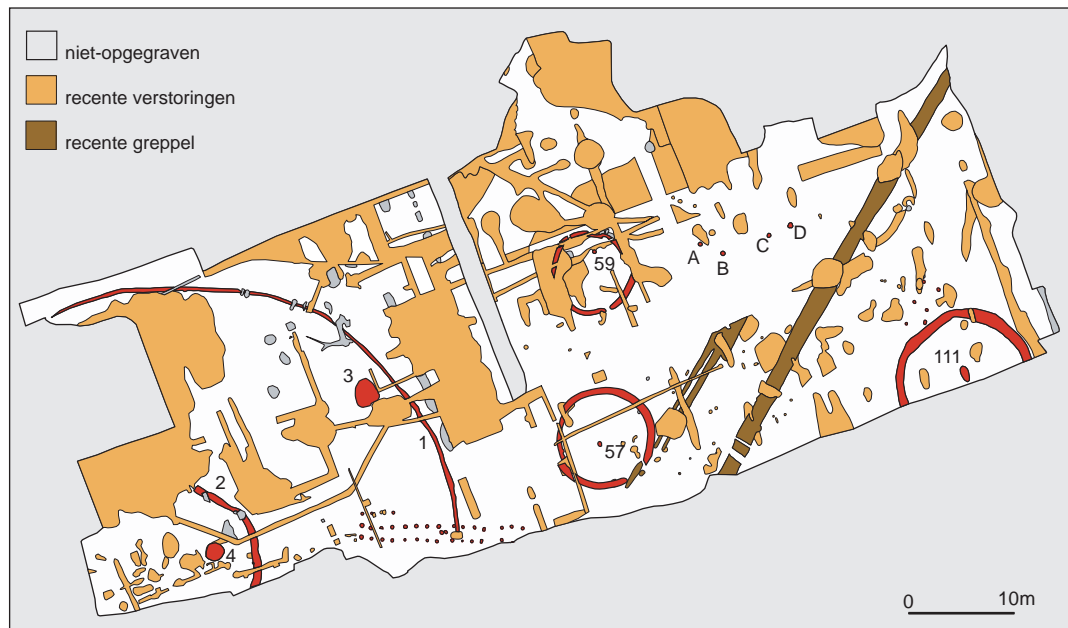 niet-opgegraven
recente verstoringen
recente greppel
59
A
B
C
D
111
3
1
57
2
4
0 10m